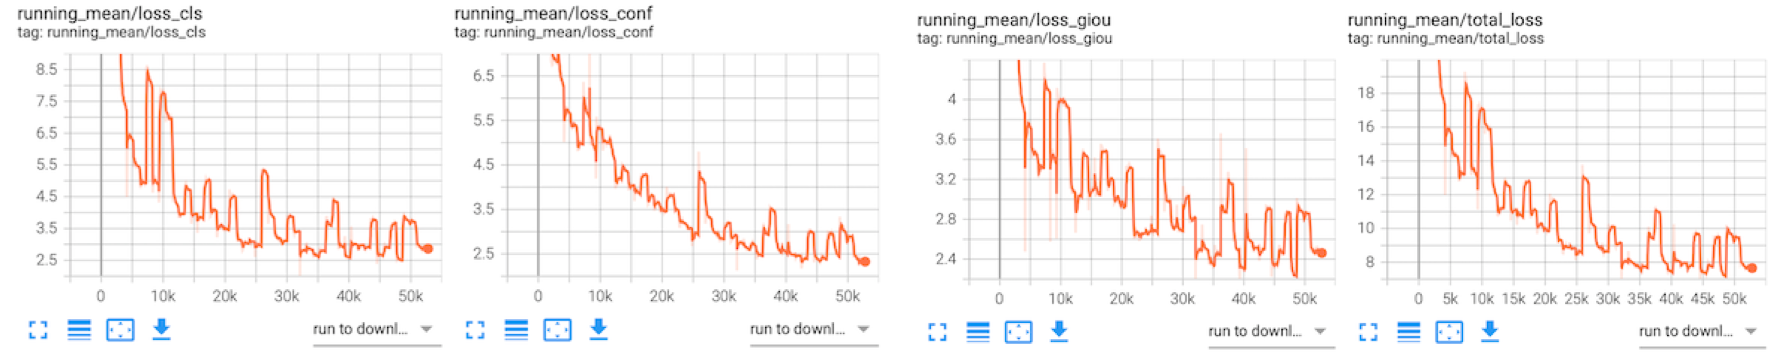 running_mean/loss_cls
tag: running_mean/loss_cls
8.5
7.5
6.5
5.5
4.5
3.5
2.5
0 10k 20k 30k 40k 50k
run to downl...
running_mean/loss_conf
tag: running_mean/loss_conf
6.5
5.5
4.5
3.5
2.5
0 10k 20k 30k 40k 50k
run to downl...
running_mean/loss_giou
tag: running_mean/loss_giou
4
3.6
3.2
2.8
2.4
0 10k 20k 30k 40k 50k
run to downl...
running_mean/total_loss
tag: running_mean/total_loss
18
16
14
12
10
8
0 5k 10k 15k 20k 25k 30k 35k 40k 45k 50k
run to downl...